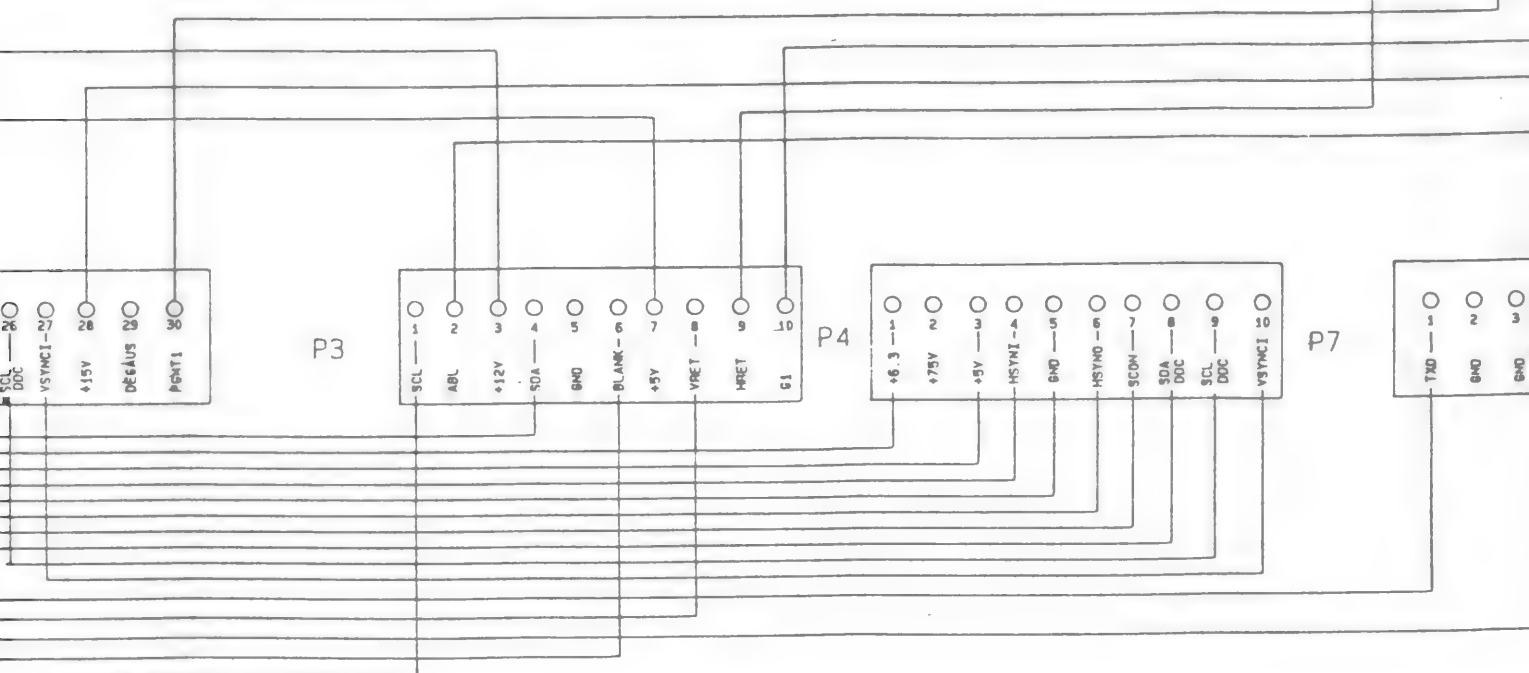 26
27
28
29
30
SCL
DDC
VSYNCI
+15V
DEGAUS
PGMT1
P3
1
2
3
4
5
6
7
8
9
10
SCL
ABL
+12V
SDA
GND
BLANK
+5V
VRET
HRET
G1
P4
1
2
3
4
5
6
7
8
9
10
+6.3
+75V
+5V
HSYNI
GND
HSYNO
SCON
SDA
DDC
SCL
DDC
VSYNCI
P7
1
2
3
TXD
GND
GND